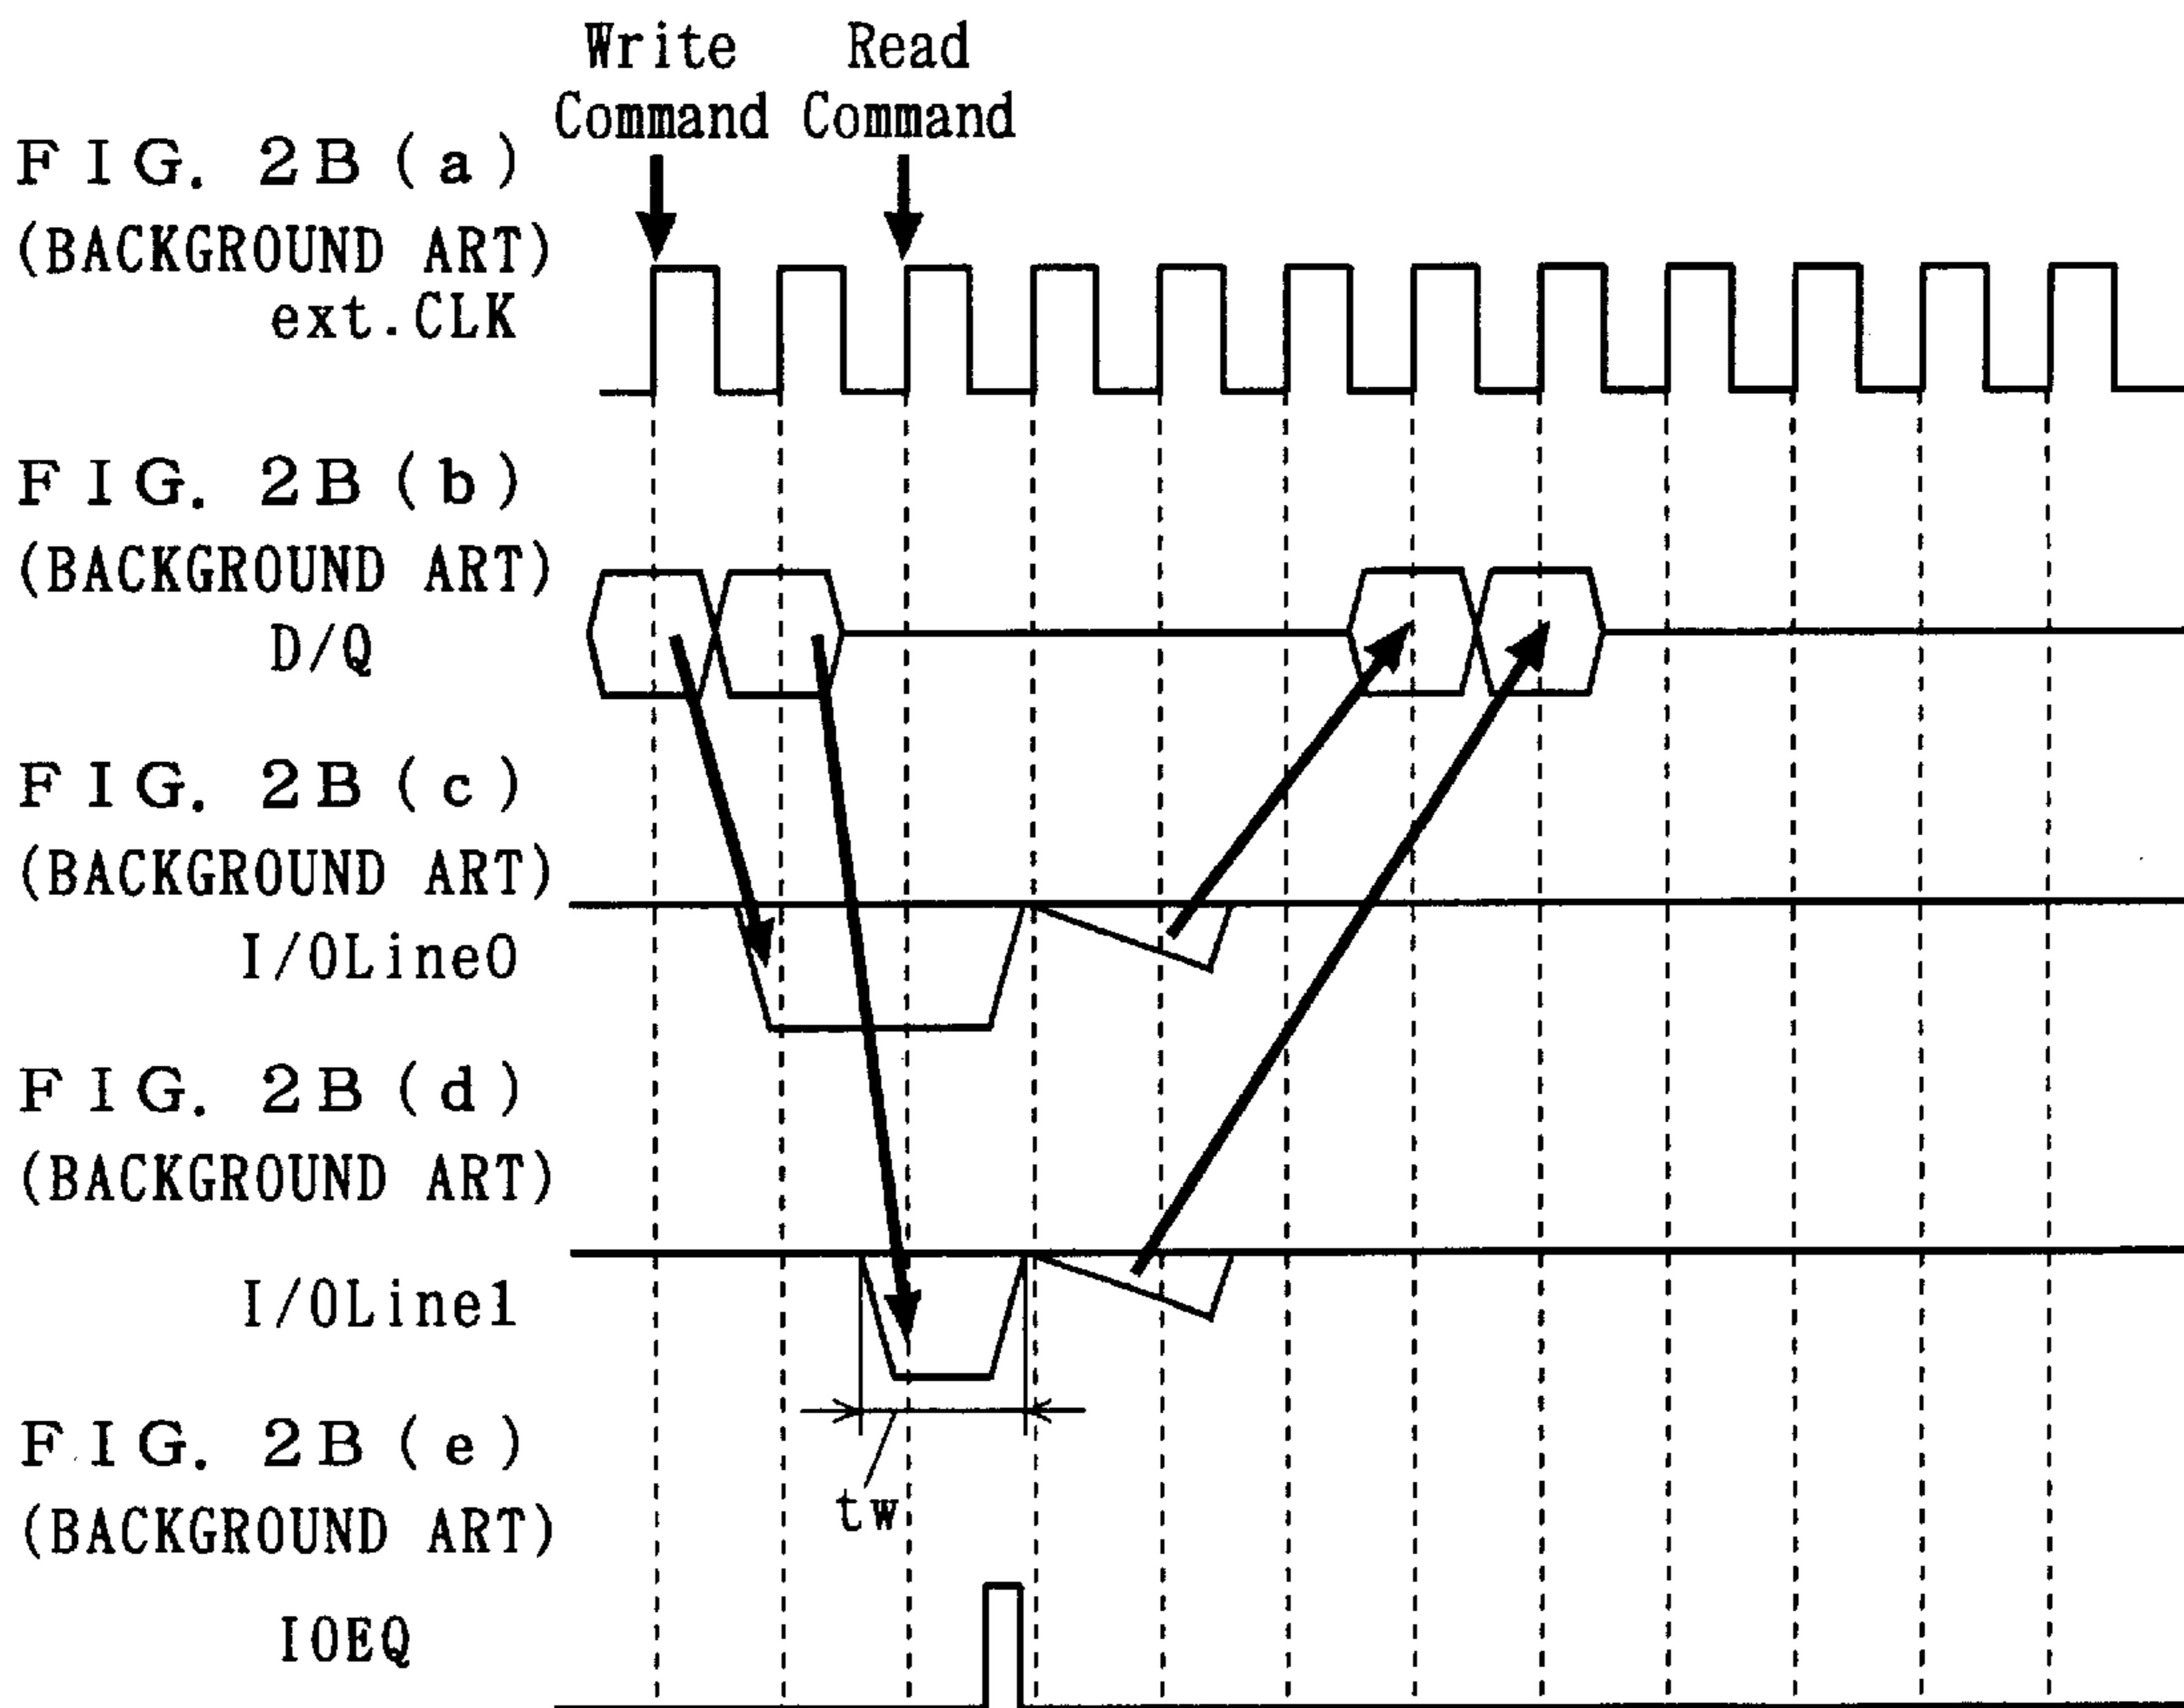 Write Read
Command Command
FIG. 2B(a)
(BACKGROUND ART)
ext.CLK
FIG. 2B(b)
(BACKGROUND ART)
D/Q
FIG. 2B(c)
(BACKGROUND ART)
I/OLine0
FIG. 2B(d)
(BACKGROUND ART)
I/OLine1
FIG. 2B(e)
tw
(BACKGROUND ART)
IOEQ